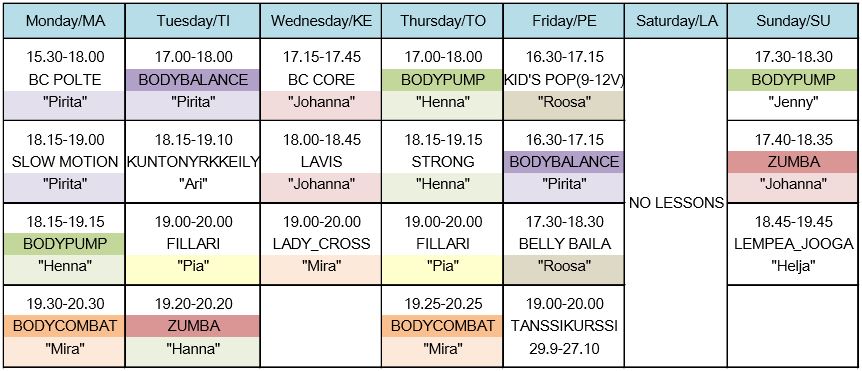 Monday/MA Tuesday/TI Wednesday/KE Thursday/TO Friday/PE Saturday/LA Sunday/SU
15.30-18.00 17.00-18.00 17.15-17.45 17.00-18.00 16.30-17.15 17.30-18.30
BC POLTE BODYBALANCE BC CORE BODYPUMP KID'S POP(9-12V) BODYPUMP
"Pirita" "Pirita" "Johanna" "Henna" "Roosa" "Jenny"
18.15-19.00 18.15-19.10 18.00-18.45 18.15-19.15 16.30-17.15 17.40-18.35
SLOW MOTION KUNTONYRKKEILY LAVIS STRONG BODYBALANCE ZUMBA
"Pirita" "Ari" "Johanna" "Henna" "Pirita" "Johanna"
NO LESSONS
18.15-19.15 19.00-20.00 19.00-20.00 19.00-20.00 17.30-18.30 18.45-19.45
BODYPUMP FILLARI LADY_CROSS FILLARI BELLY BAILA LEMPEA_JOOGA
"Henna" "Pia" "Mira" "Pia" "Roosa" "Helja"
19.30-20.30 19.20-20.20 19.25-20.25 19.00-20.00
BODYCOMBAT ZUMBA BODYCOMBAT TANSSIKURSSI
"Mira" "Hanna" "Mira" 29.9-27.10